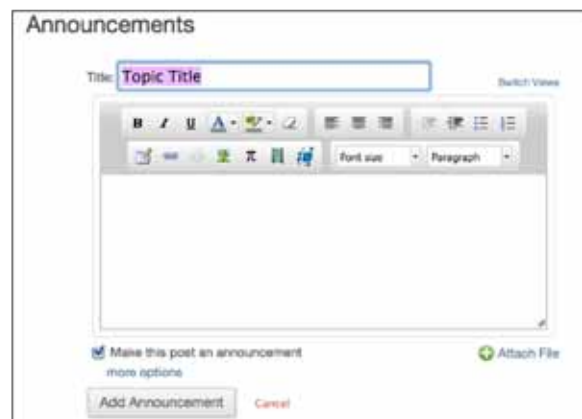 Announcements
Title: Topic Title
Switch Views
B I U A
π Font size Paragraph
Make this post an announcement
Attach File
more options
Add Announcement Cancel